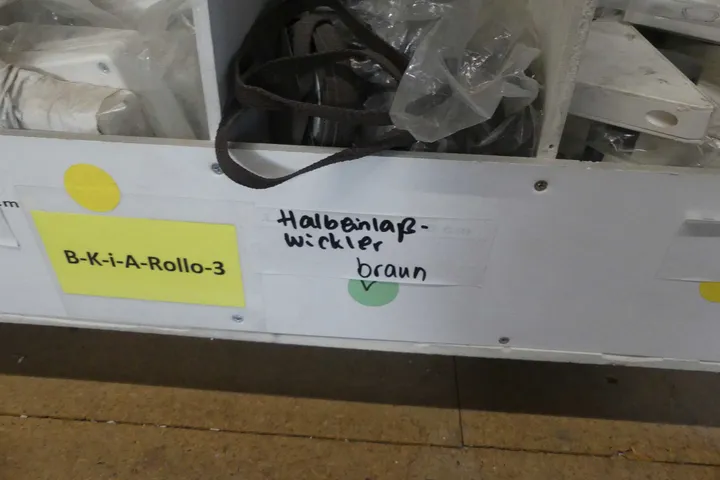 m
B-K-i-A-Rollo-3
Halbeinlaß-
wickler
braun